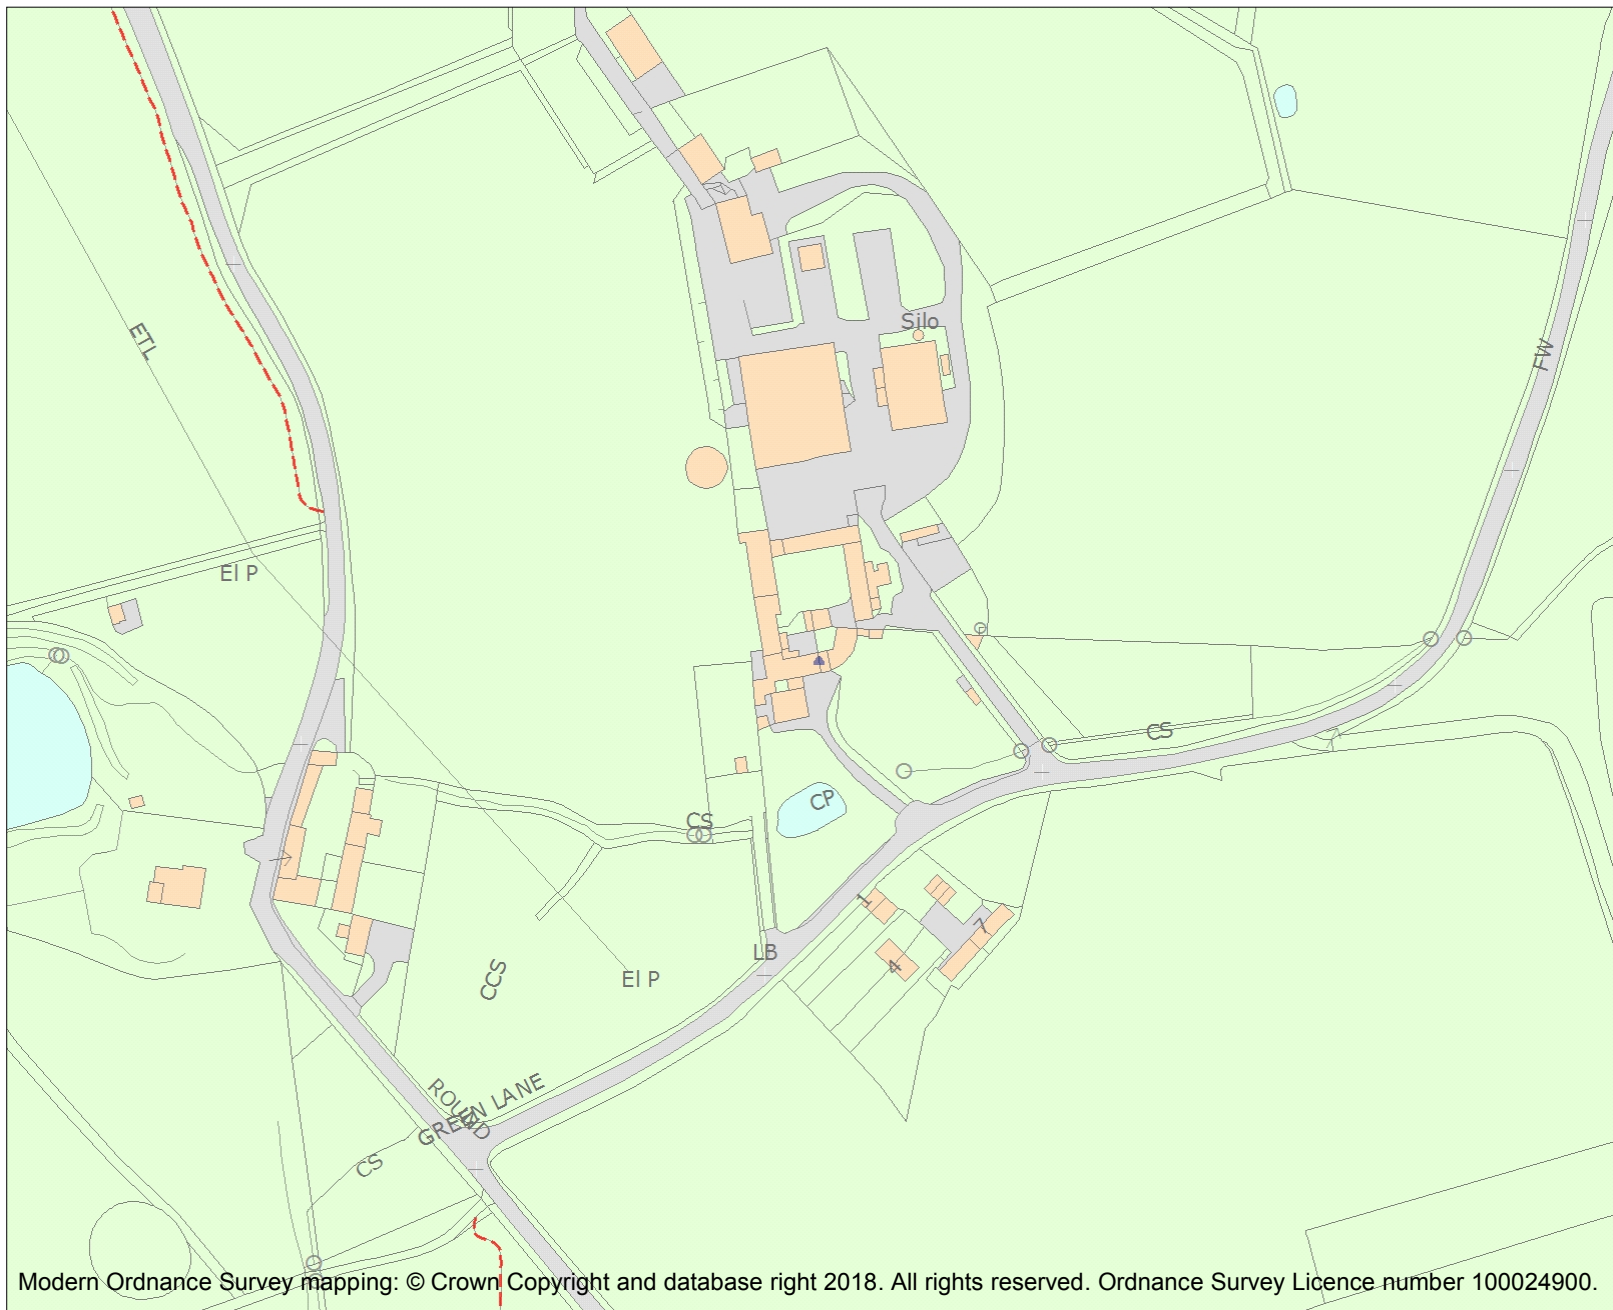 Silo
ETL
FW
El P
CS
CS
CP
1
7
4
LB
El P
CCS
ROUND
GREEN LANE
CS
Modern Ordnance Survey mapping: © Crown Copyright and database right 2018. All rights reserved. Ordnance Survey Licence number 100024900.